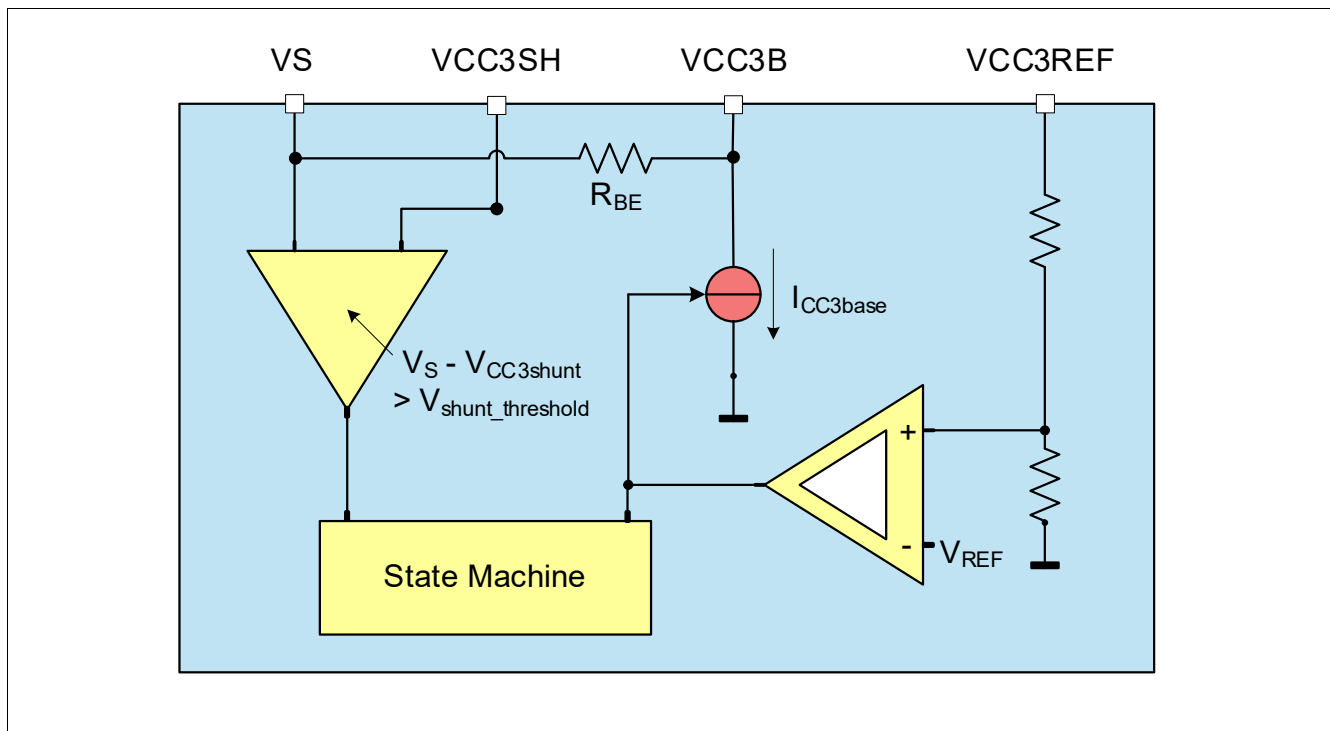 VS VCC3SH VCC3B VCC3REF
RBE
ICC3base
VS - VCC3shunt
> Vshunt_threshold
+
- VREF
State Machine